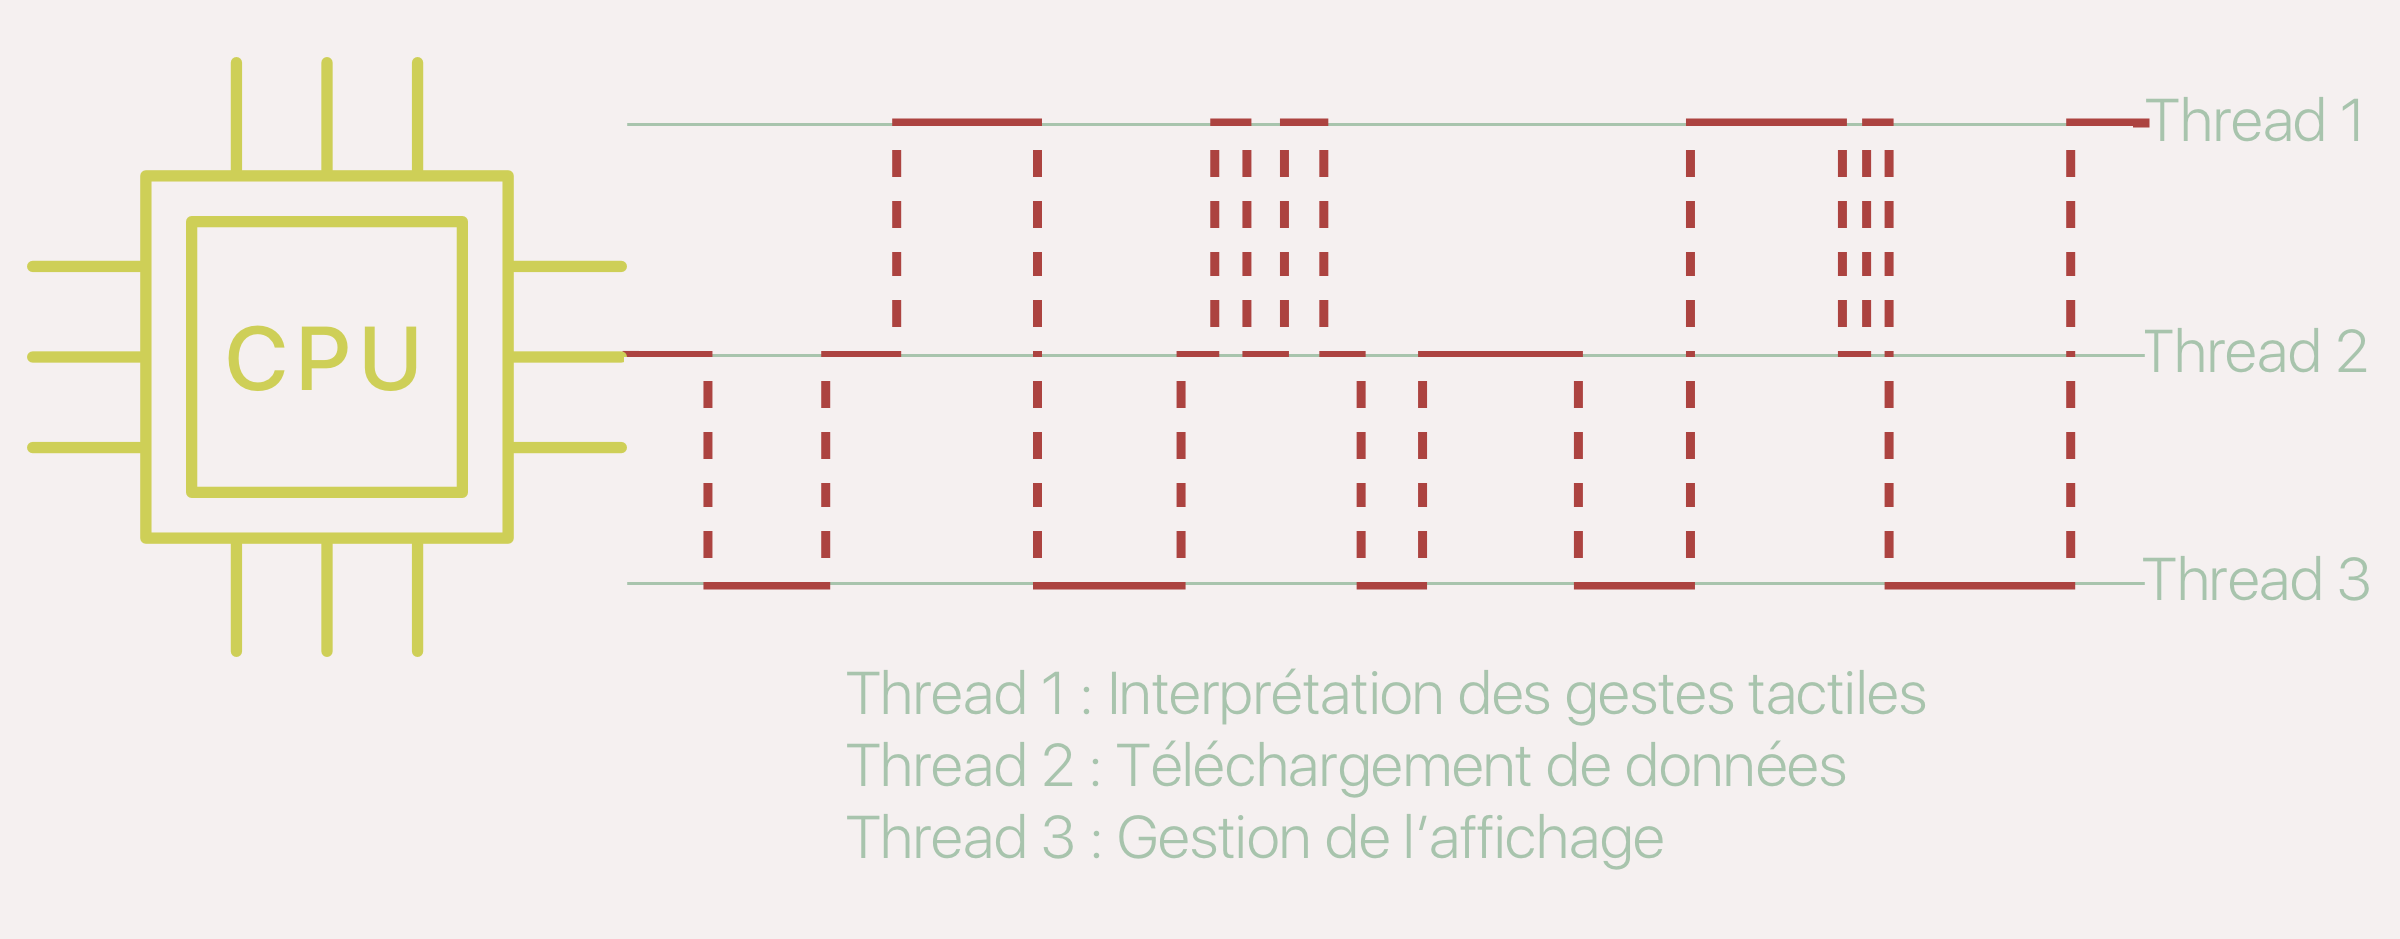 Thread 1
CPU
Thread 2
Thread 3
Thread 1 : Interprétation des gestes tactiles
Thread 2 : Téléchargement de données
Thread 3 : Gestion de l’affichage